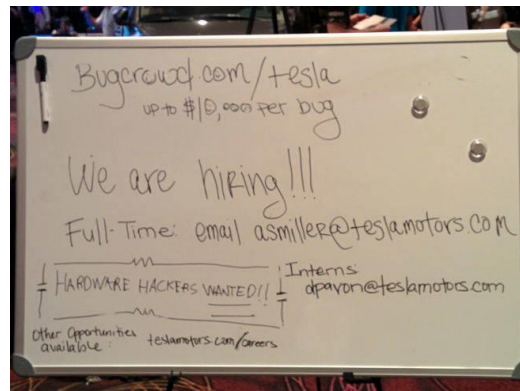 Bugcrowd.com/tesla
up to $10,000 per bug
We are hiring!!!
Full-Time: email asmiller@teslamotors.com
HARDWARE HACKERS WANTED!!
Interns:
dpavon@teslamotors.com
Other Opportunities
available: teslamotors.com/careers